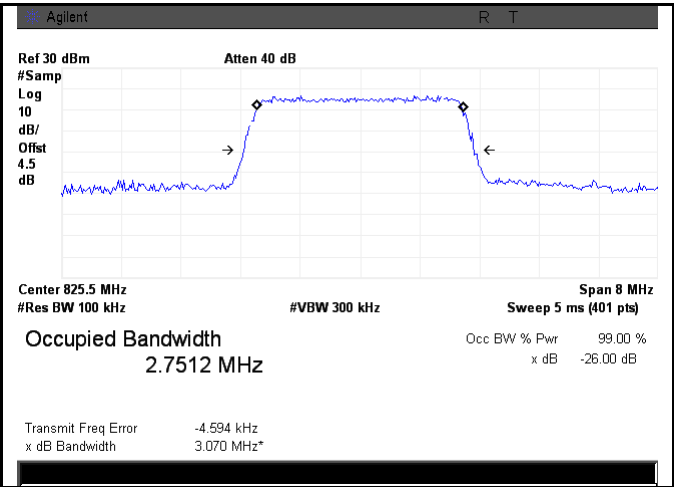 Agilent R T
Ref 30 dBm Atten 40 dB
#Samp
Log
10
dB/
Offst
4.5
dB
Center 825.5 MHz Span 8 MHz
#Res BW 100 kHz #VBW 300 kHz Sweep 5 ms (401 pts)
Occupied Bandwidth Occ BW % Pwr 99.00 %
2.7512 MHz x dB -26.00 dB
Transmit Freq Error -4.594 kHz
x dB Bandwidth 3.070 MHz*